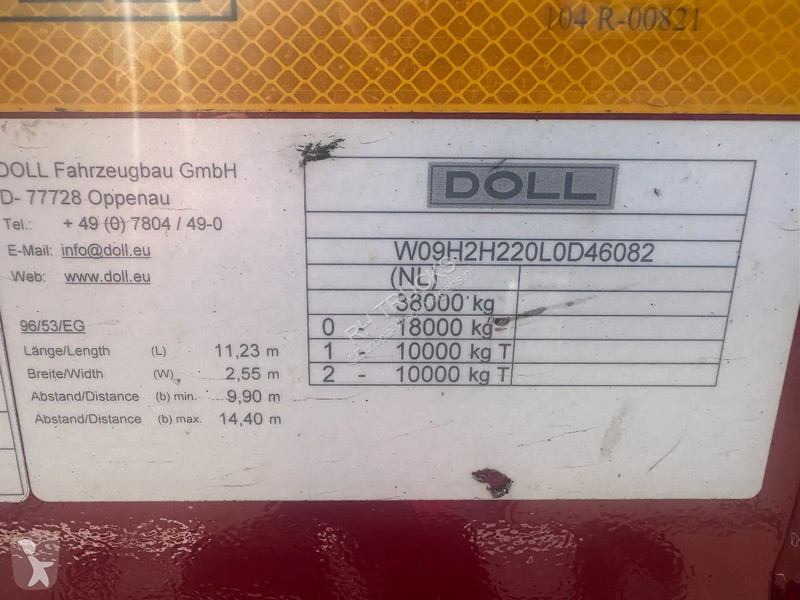 104 R-00821
DOLL Fahrzeugbau GmbH
D- 77728 Oppenau
Tel.: + 49 (0) 7804 / 49-0
E-Mail: info@doll.eu
Web: www.doll.eu
96/53/EG
Länge/Length (L) 11,23 m
Breite/Width (W) 2,55 m
Abstand/Distance (b) min. 9,90 m
Abstand/Distance (b) max. 14,40 m
DOLL
W09H2H220L0D46082
(NL)
38000 kg
0 - 18000 kg
1 - 10000 kg T
2 - 10000 kg T
RH TRUCKS